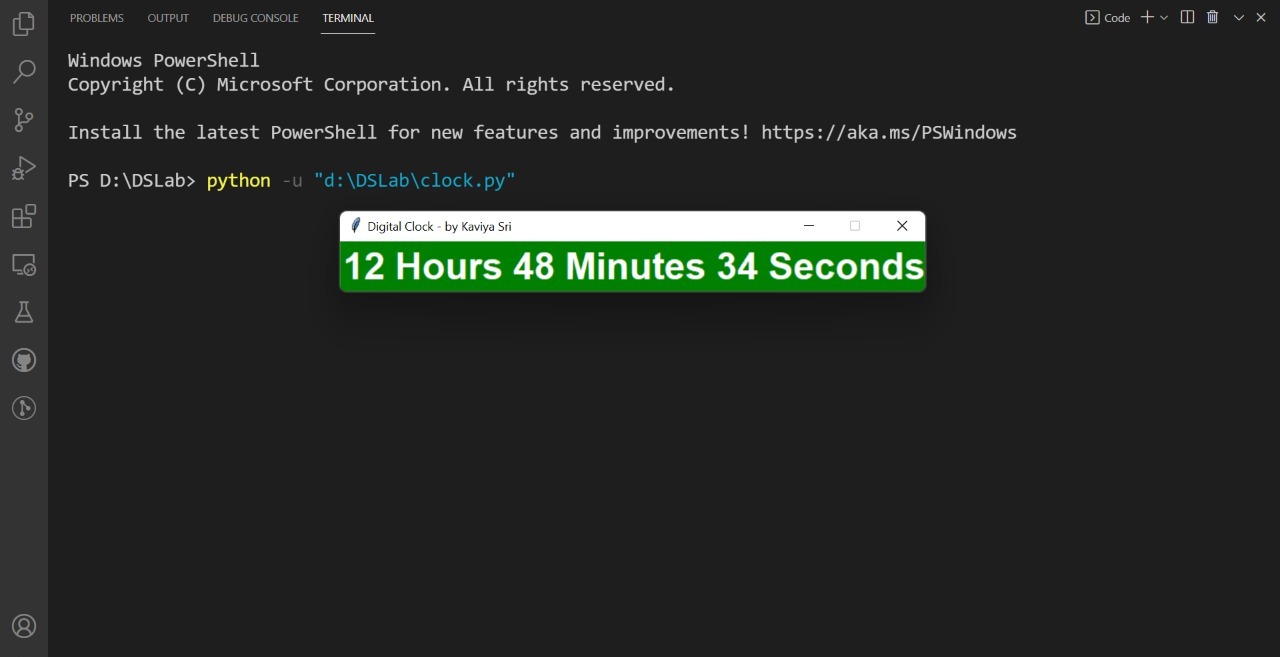 PROBLEMS OUTPUT DEBUG CONSOLE TERMINAL Code
Windows PowerShell
Copyright (C) Microsoft Corporation. All rights reserved.
Install the latest PowerShell for new features and improvements! https://aka.ms/PSWindows
PS D:\DSLab> python -u "d:\DSLab\clock.py"
Digital Clock - by Kaviya Sri
12 Hours 48 Minutes 34 Seconds